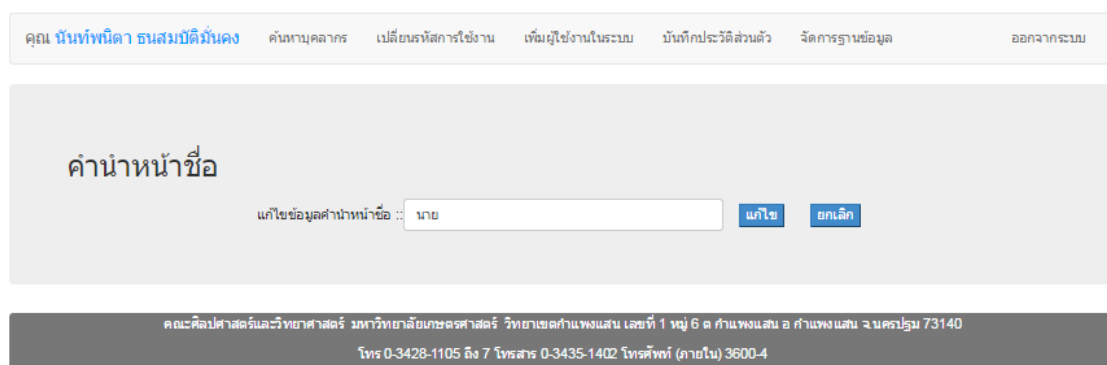 คุณ นันท์พนิตา ธนสมบัติมั่นคง ค้นหาบุคลากร เปลี่ยนรหัสการใช้งาน เพิ่มผู้ใช้งานในระบบ บันทึกประวัติส่วนตัว จัดการฐานข้อมูล ออกจากระบบ
คำนำหน้าชื่อ
แก้ไขข้อมูลคำนำหน้าชื่อ :: นาย แก้ไข ยกเลิก
คณะศิลปศาสตร์และวิทยาศาสตร์ มหาวิทยาลัยเกษตรศาสตร์ วิทยาเขตกำแพงแสน เลขที่ 1 หมู่ 6 ต กำแพงแสน อ กำแพงแสน จ.นครปฐม 73140
โทร 0-3428-1105 ถึง 7 โทรสาร 0-3435-1402 โทรศัพท์ (ภายใน) 3600-4